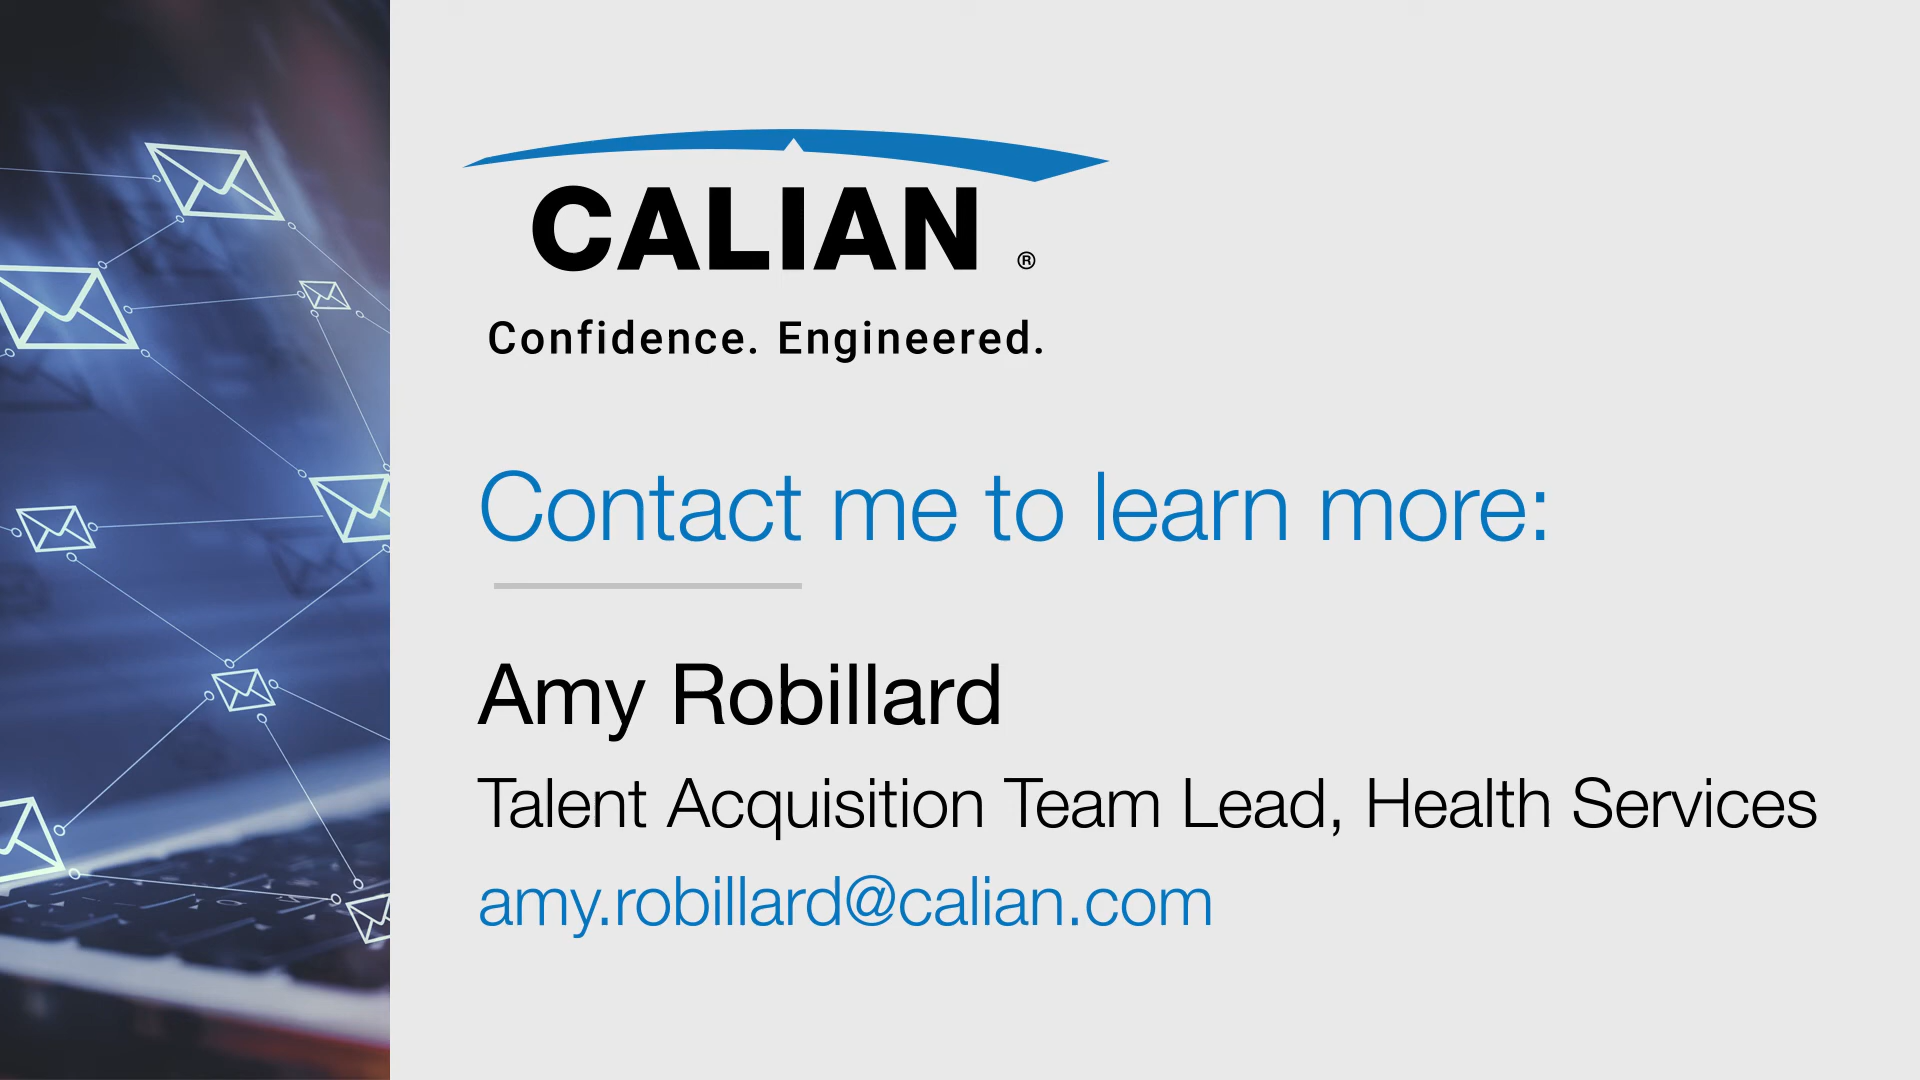 CALIAN ®
Confidence. Engineered.
Contact me to learn more:
Amy Robillard
Talent Acquisition Team Lead, Health Services
amy.robillard@calian.com